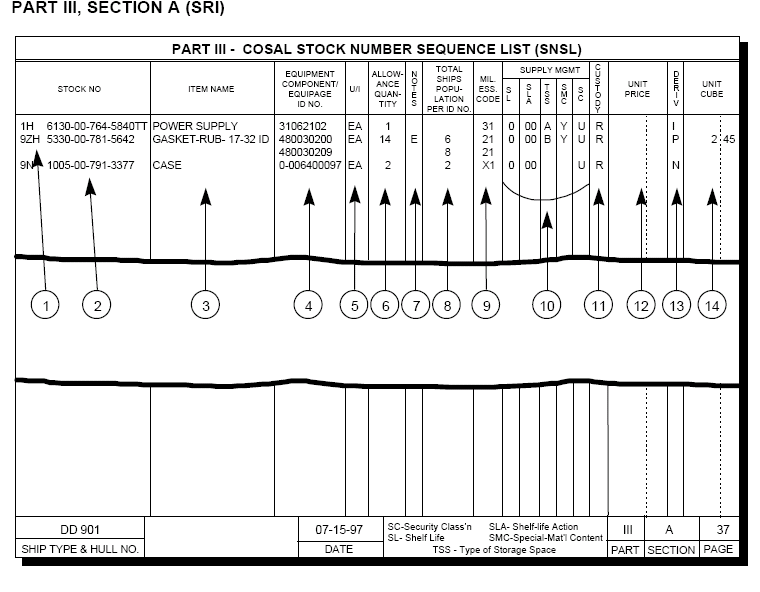 PART III, SECTION A (SRI)
PART III - COSAL STOCK NUMBER SEQUENCE LIST (SNSL)
STOCK NO
ITEM NAME
EQUIPMENT
COMPONENT/
EQUIPAGE
ID NO.
U/I
ALLOW-
ANCE
QUAN-
TITY
NOTES
TOTAL
SHIPS
POPU-
LATION
PER ID NO.
MIL.
ESS.
CODE
SUPPLY MGMT
SL
SLA
TSS
SMC
SC
CUSTODY
UNIT
PRICE
DERIV
UNIT
CUBE
1H 6130-00-764-5840TT POWER SUPPLY 31062102 EA 1 31 0 00 A Y U R I
9ZH 5330-00-781-5642 GASKET-RUB- 17-32 ID 480030200 EA 14 E 6 21 0 00 B Y U R P 2 45
480030209 8 21
9N 1005-00-791-3377 CASE 0-006400097 EA 2 2 X1 0 00 U R N
1 2 3 4 5 6 7 8 9 10 11 12 13 14
DD 901
SHIP TYPE & HULL NO.
07-15-97
DATE
SC-Security Class'n SLA- Shelf-life Action
SL- Shelf Life SMC-Special-Mat'l Content
TSS - Type of Storage Space
III A 37
PART SECTION PAGE